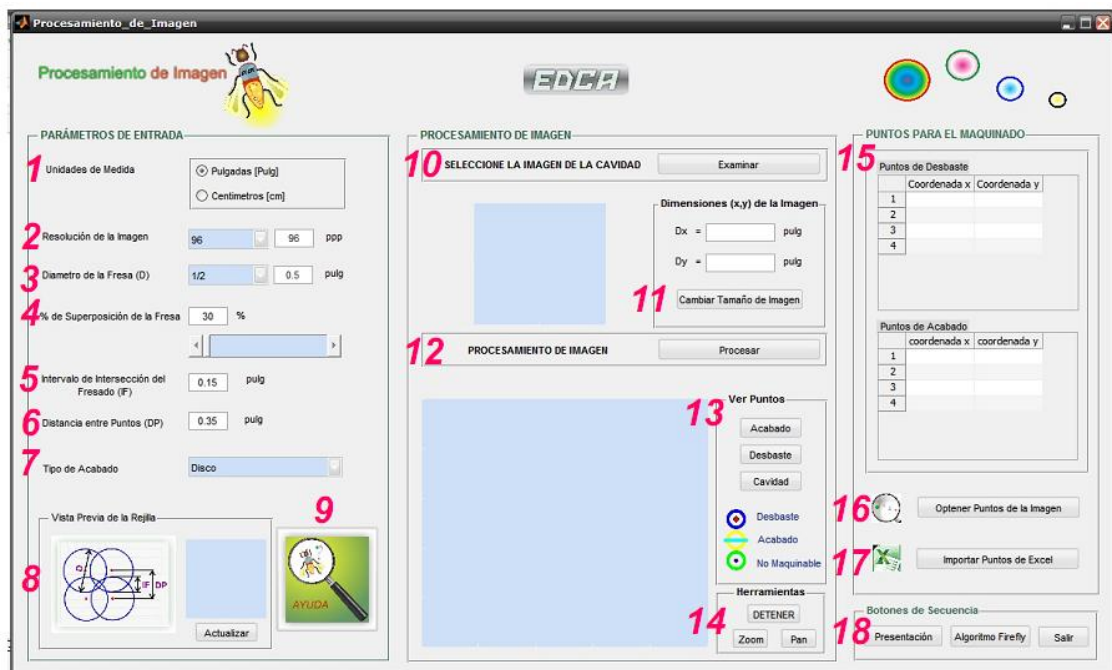 Procesamiento_de_Imagen
Procesamiento de Imagen
EDCA
PARÁMETROS DE ENTRADA
1 Unidades de Medida
Pulgadas [Pulg]
Centimetros [cm]
2 Resolución de la Imagen 96 96 ppp
3 Diametro de la Fresa (D) 1/2 0.5 pulg
4 % de Superposición de la Fresa 30 %
5 Intervalo de Intersección del
Fresado (IF) 0.15 pulg
6 Distancia entre Puntos (DP) 0.35 pulg
7 Tipo de Acabado Disco
Vista Previa de la Rejilla
8
D IF DP
Actualizar
9
AYUDA
PROCESAMIENTO DE IMAGEN
10 SELECCIONE LA IMAGEN DE LA CAVIDAD Examinar
Dimensiones (x,y) de la Imagen
Dx = pulg
Dy = pulg
11 Cambiar Tamaño de Imagen
12 PROCESAMIENTO DE IMAGEN Procesar
13 Ver Puntos
Acabado
Desbaste
Cavidad
Desbaste
Acabado
No Maquinable
Herramientas
14 DETENER
Zoom Pan
PUNTOS PARA EL MAQUINADO
15 Puntos de Desbaste
Coordenada x Coordenada y
1
2
3
4
Puntos de Acabado
coordenada x coordenada y
1
2
3
4
16 Optener Puntos de la Imagen
17 Importar Puntos de Excel
Botones de Secuencia
18 Presentación Algoritmo Firefly Salir